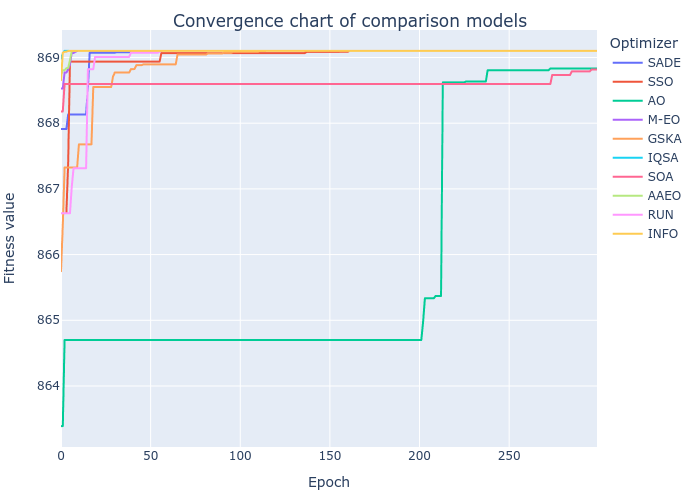 Convergence chart of comparison models
Fitness value
869
868
867
866
865
864
0 50 100 150 200 250
Epoch
Optimizer
SADE
SSO
AO
M-EO
GSKA
IQSA
SOA
AAEO
RUN
INFO